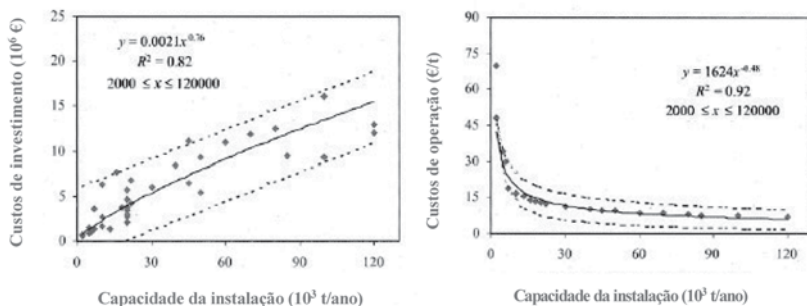 Custos de investimento (10⁶ €)
25
20
15
10
5
0
y = 0.0021x^0.76
R² = 0.82
2000 ≤ x ≤ 120000
0 30 60 90 120
Capacidade da instalação (10³ t/ano)
Custos de operação (€/t)
90
75
60
45
30
15
0
y = 1624x^-0.48
R² = 0.92
2000 ≤ x ≤ 120000
0 30 60 90 120
Capacidade da instalação (10³ t/ano)